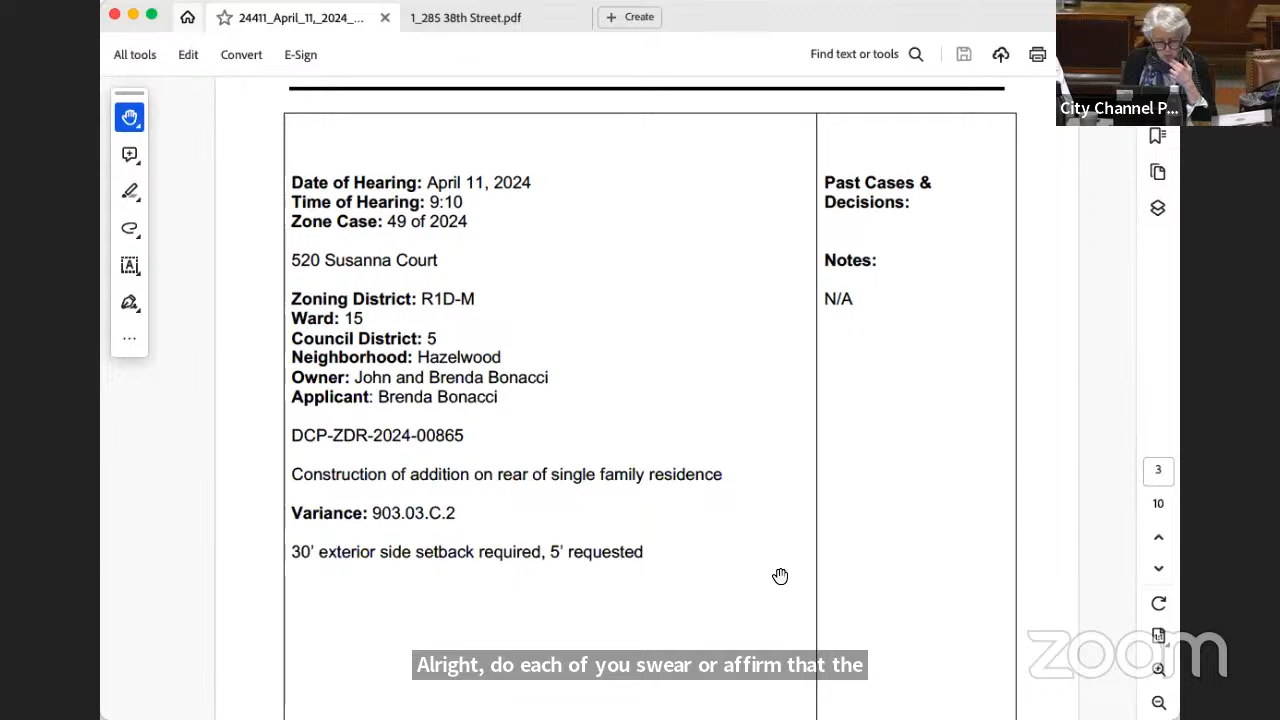 24411_April_11,_2024_...
1_285 38th Street.pdf
Create
All tools
Edit
Convert
E-Sign
Find text or tools
City Channel P...
Date of Hearing: April 11, 2024
Time of Hearing: 9:10
Zone Case: 49 of 2024
520 Susanna Court
Zoning District: R1D-M
Ward: 15
Council District: 5
Neighborhood: Hazelwood
Owner: John and Brenda Bonacci
Applicant: Brenda Bonacci
DCP-ZDR-2024-00865
Construction of addition on rear of single family residence
Variance: 903.03.C.2
30’ exterior side setback required, 5’ requested
Past Cases &
Decisions:
Notes:
N/A
3
10
Alright, do each of you swear or affirm that the
zoom